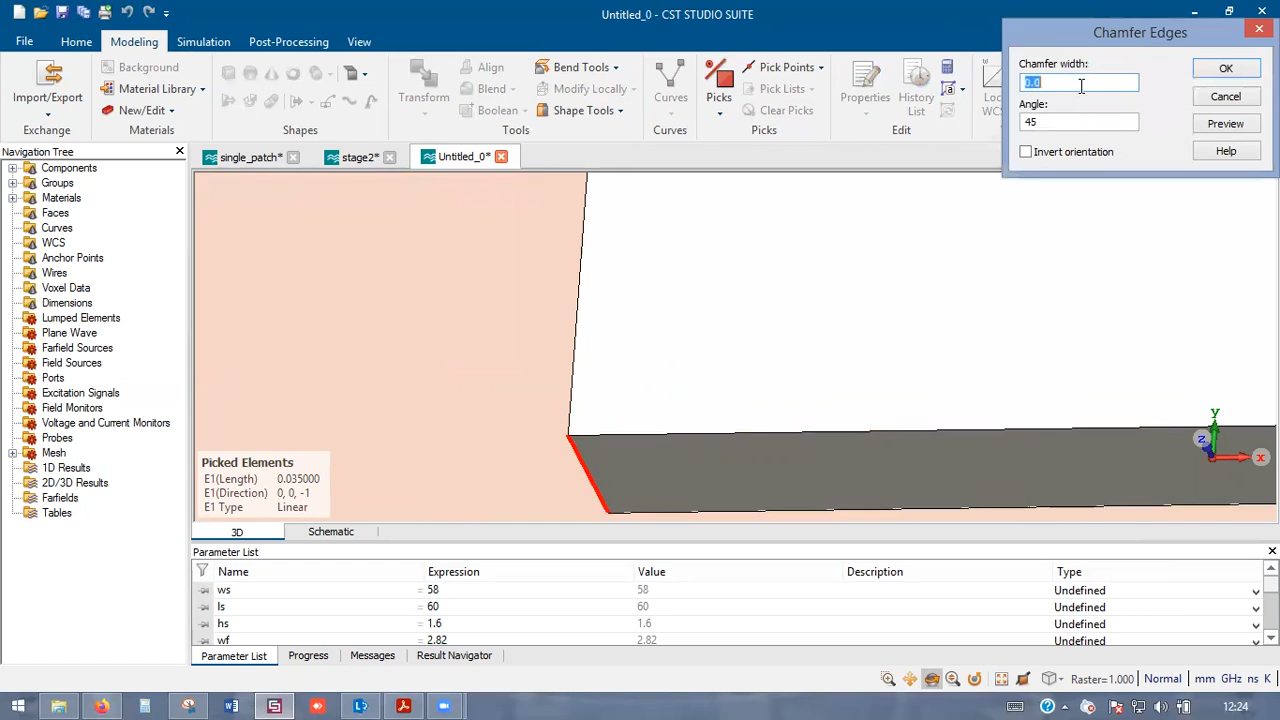 Untitled_0 - CST STUDIO SUITE
File Home Modeling Simulation Post-Processing View
Import/Export
Exchange
Background
Material Library
New/Edit
Materials
Shapes
Transform
Align
Blend
Boolean
Bend Tools
Modify Locally
Shape Tools
Tools
Curves
Curves
Picks
Pick Points
Pick Lists
Clear Picks
Picks
Properties
History
List
Edit
Loc
WC
Chamfer Edges
Chamfer width:
0.0
Angle:
45
Invert orientation
OK
Cancel
Preview
Help
Navigation Tree
Components
Groups
Materials
Faces
Curves
WCS
Anchor Points
Wires
Voxel Data
Dimensions
Lumped Elements
Plane Wave
Farfield Sources
Field Sources
Ports
Excitation Signals
Field Monitors
Voltage and Current Monitors
Probes
Mesh
1D Results
2D/3D Results
Farfields
Tables
single_patch* stage2* Untitled_0*
Picked Elements
E1(Length) 0.035000
E1(Direction) 0, 0, -1
E1 Type Linear
y
z
x
3D Schematic
Parameter List
Name Expression Value Description Type
ws = 58 58 Undefined
ls = 60 60 Undefined
hs = 1.6 1.6 Undefined
wf = 2.82 2.82 Undefined
Parameter List Progress Messages Result Navigator
Raster=1.000 Normal mm GHz ns K
12:24